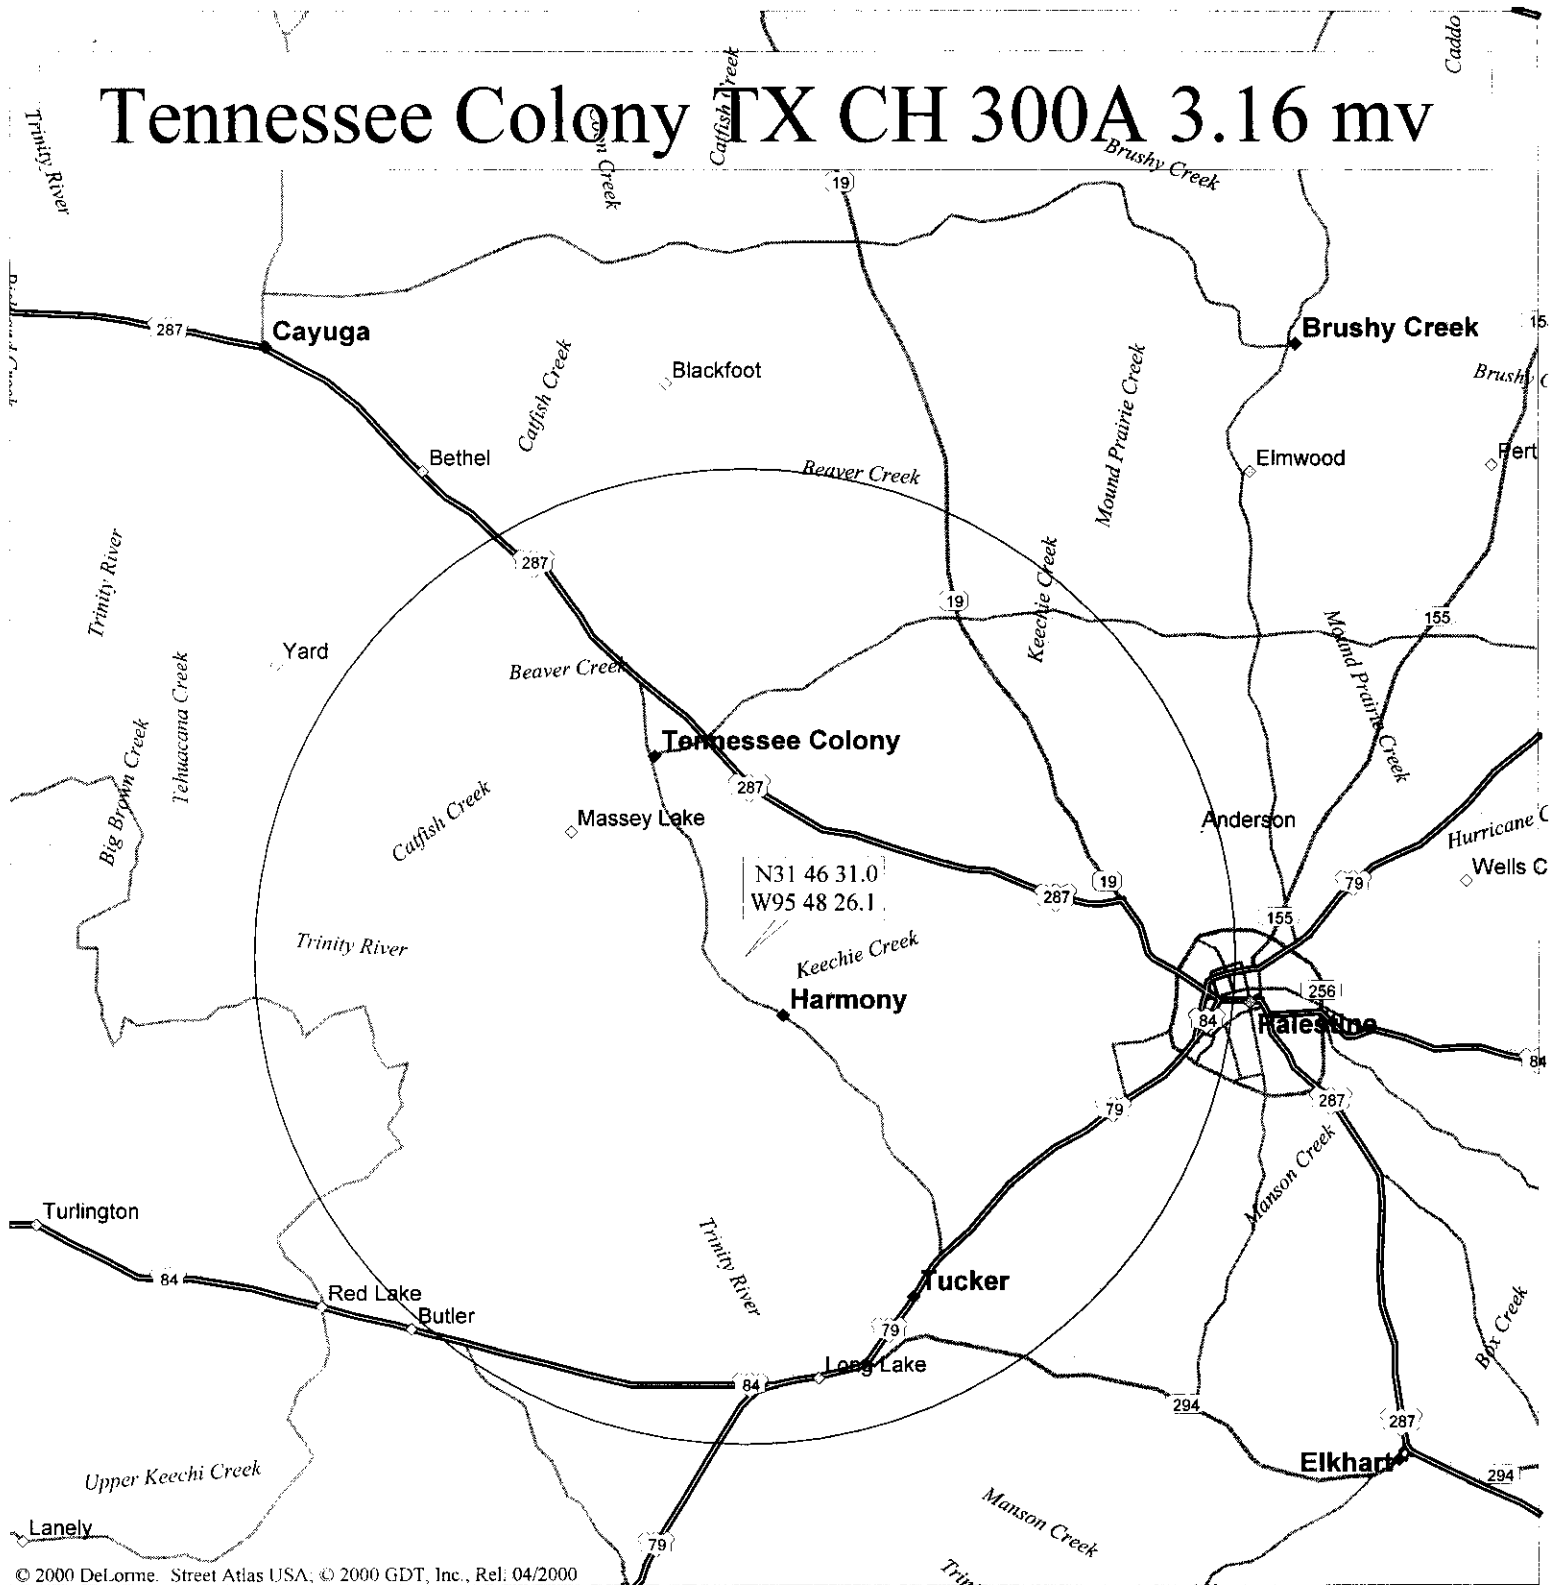 Caddo
Tennessee Colony TX CH 300A 3.16 mv
Trinity River
Creek
Catfish Creek
Brushy Creek
19
287
Cayuga
Brushy Creek
Blackfoot
Catfish Creek
Mound Prairie Creek
Brushy
Bethel
Beaver Creek
Elmwood
Pert
Trinity River
287
Keechie Creek
19
155
Yard
Beaver Creek
Mound Prairie Creek
Tehuacana Creek
Big Brown Creek
Tennessee Colony
287
Catfish Creek
Massey Lake
Anderson
Hurricane C
N31 46 31.0
W95 48 26.1
287
19
79
Wells C
155
Trinity River
Keechie Creek
Harmony
256
84
Palestine
84
79
287
Manson Creek
Turlington
Trinity River
84
Red Lake
Butler
Tucker
79
Box Creek
Long Lake
84
294
287
Upper Keechi Creek
Elkhart
294
Manson Creek
Lanely
79
© 2000 DeLorme. Street Atlas USA; © 2000 GDT, Inc., Rel. 04/2000